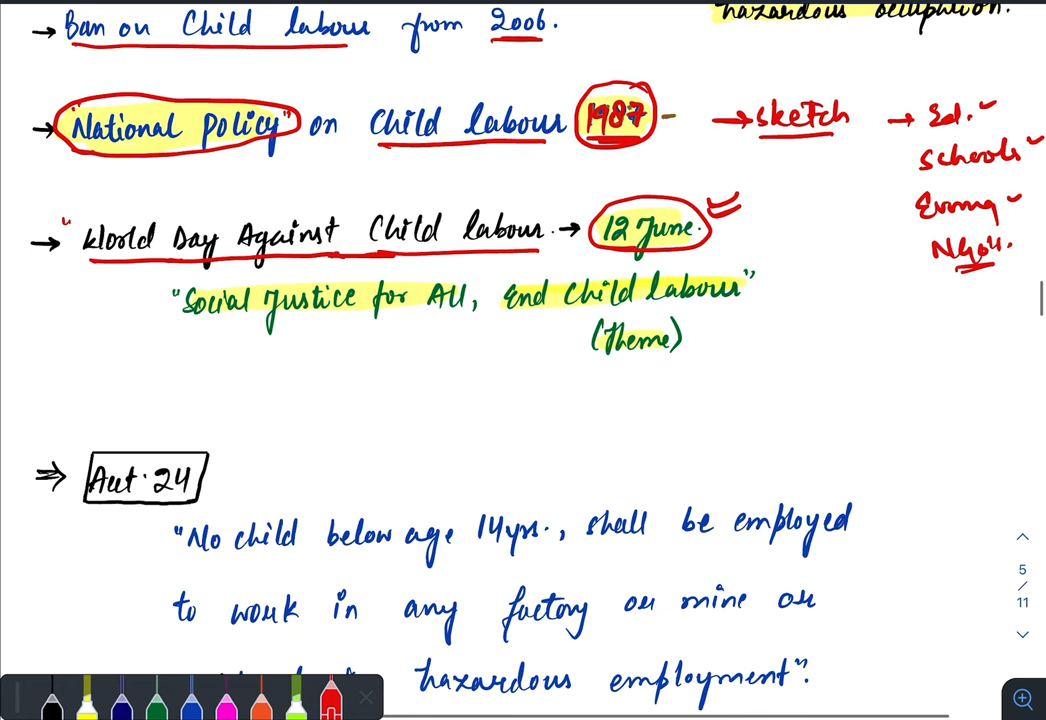 hazardous occupation.
→ Ban on Child labour from 2006.
→ "National policy" on Child labour 1987 - → sketch → Ed.
Schools
NGOs.
→ "World Day Against Child labour. → 12 June.
"Social Justice for All, End Child labour"
(Theme)
⇒ Art. 24
"No child below age 14yrs., shall be employed
to work in any factory or mine or
hazardous employment".
5
/
11